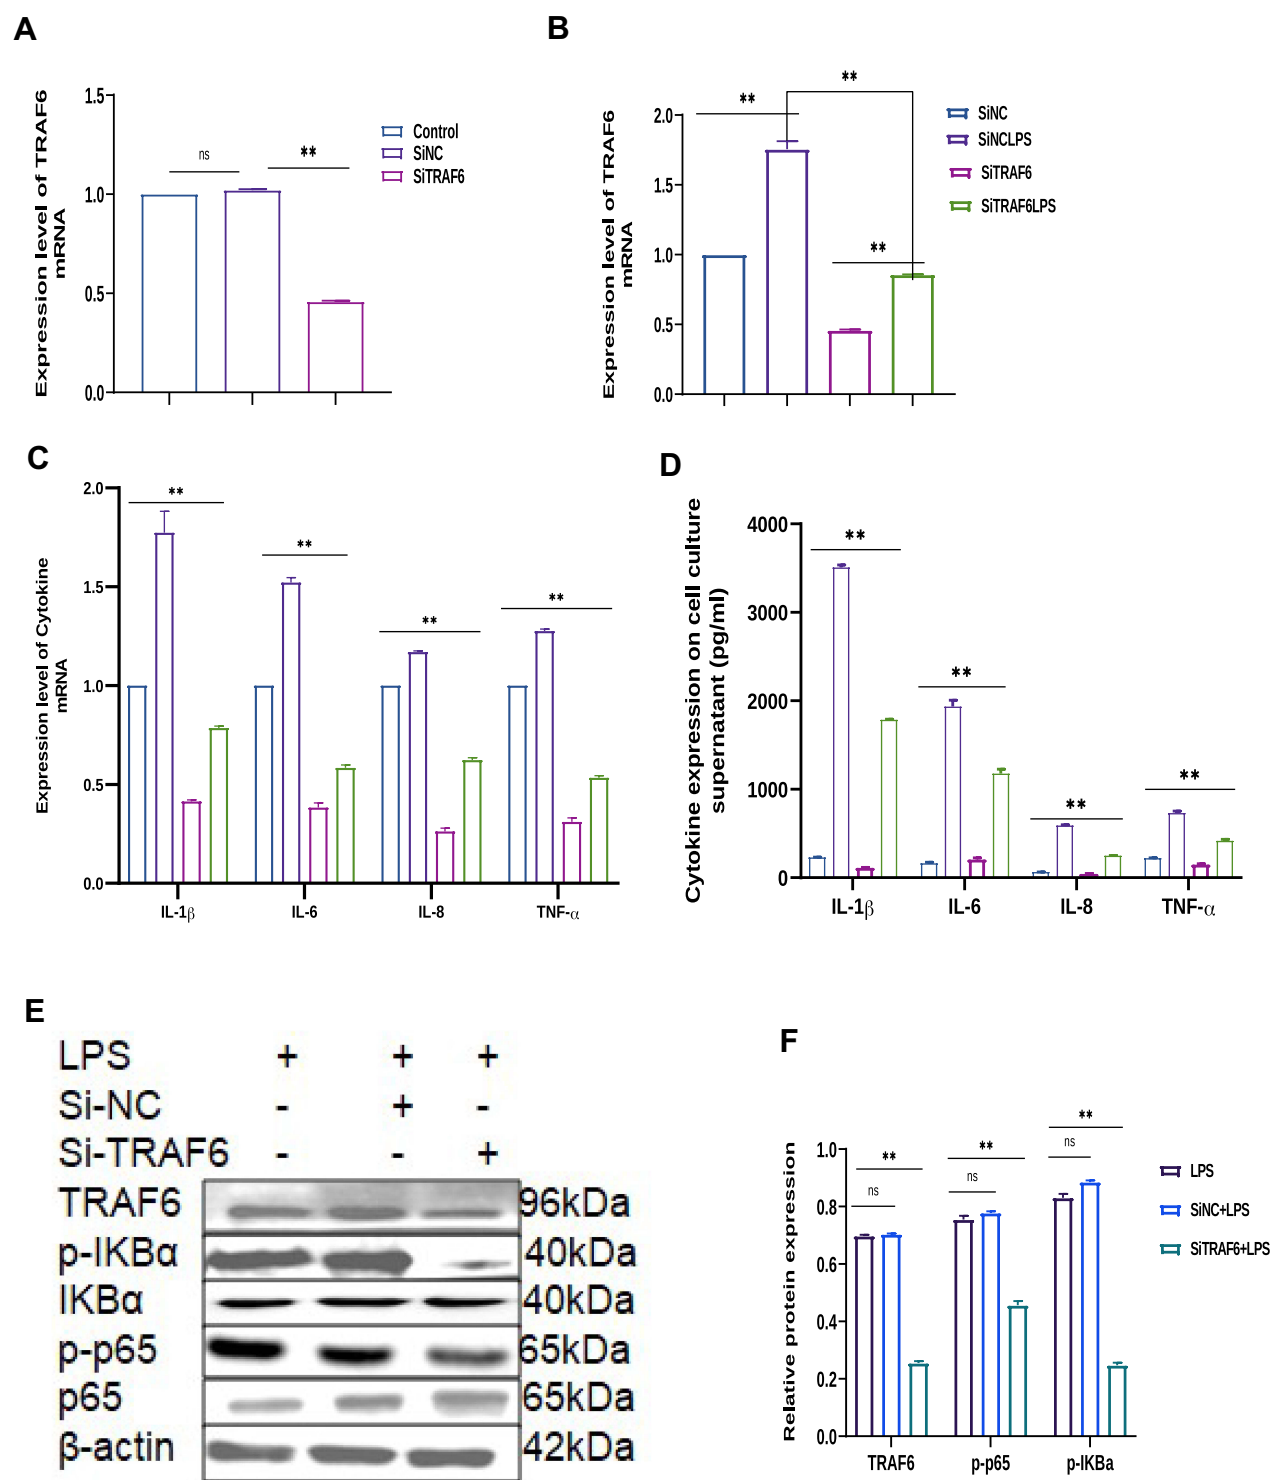 A
Expression level of TRAF6
mRNA
1.5
1.0
0.5
0.0
ns
**
Control
SiNC
SiTRAF6
B
Expression level of TRAF6
mRNA
2.0
1.5
1.0
0.5
0.0
**
**
**
SiNC
SiNCLPS
SiTRAF6
SiTRAF6LPS
C
Expression level of Cytokine
mRNA
2.0
1.5
1.0
0.5
0.0
**
**
**
**
IL-1β
IL-6
IL-8
TNF-α
D
Cytokine expression on cell culture
supernatant (pg/ml)
4000
3000
2000
1000
0
**
**
**
**
IL-1β
IL-6
IL-8
TNF-α
E
LPS + + +
Si-NC - + -
Si-TRAF6 - - +
TRAF6 96kDa
p-IKBα 40kDa
IKBα 40kDa
p-p65 65kDa
p65 65kDa
β-actin 42kDa
F
Relative protein expression
1.0
0.8
0.6
0.4
0.2
0.0
**
ns
**
ns
**
ns
TRAF6
p-p65
p-IKBa
LPS
SiNC+LPS
SiTRAF6+LPS